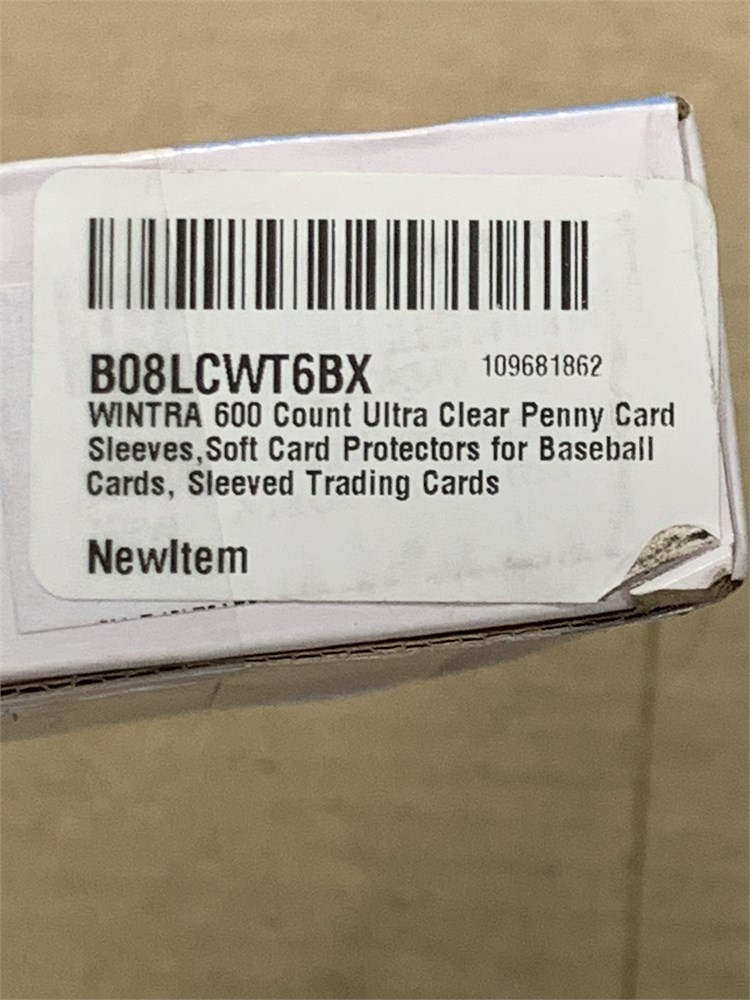 B08LCWT6BX 109681862
WINTRA 600 Count Ultra Clear Penny Card
Sleeves,Soft Card Protectors for Baseball
Cards, Sleeved Trading Cards
NewItem